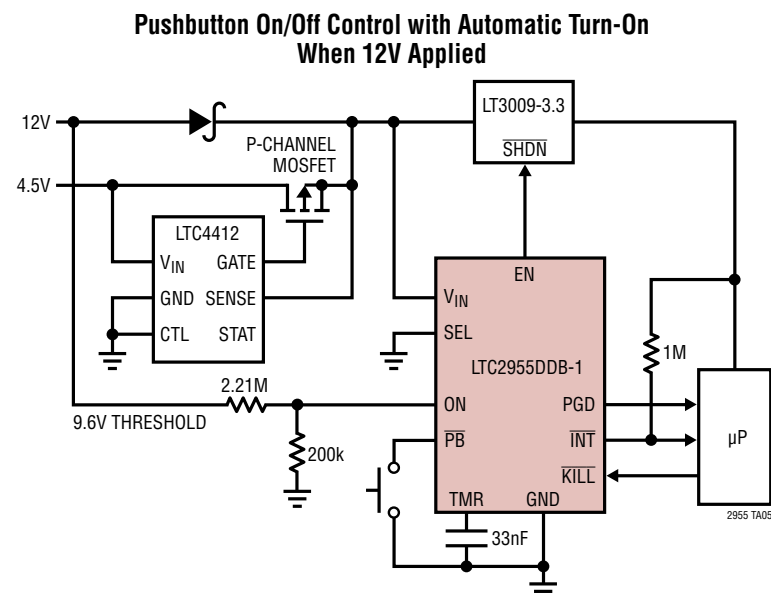 Pushbutton On/Off Control with Automatic Turn-On
When 12V Applied
12V
P-CHANNEL
MOSFET
4.5V
LT3009-3.3
SHDN
LTC4412
VIN
GATE
GND
SENSE
CTL
STAT
EN
VIN
SEL
LTC2955DDB-1
1M
2.21M
9.6V THRESHOLD
200k
ON
PGD
PB
INT
µP
KILL
TMR
GND
33nF
2955 TA05